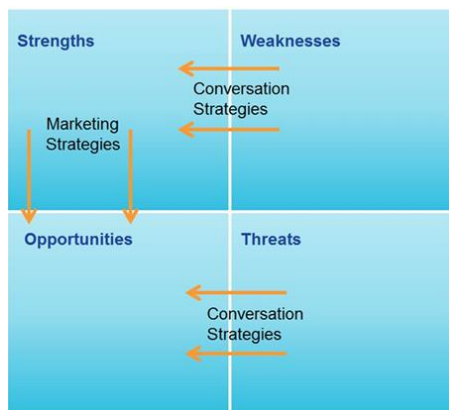 Strengths
Weaknesses
Conversation
Strategies
Marketing
Strategies
Opportunities
Threats
Conversation
Strategies